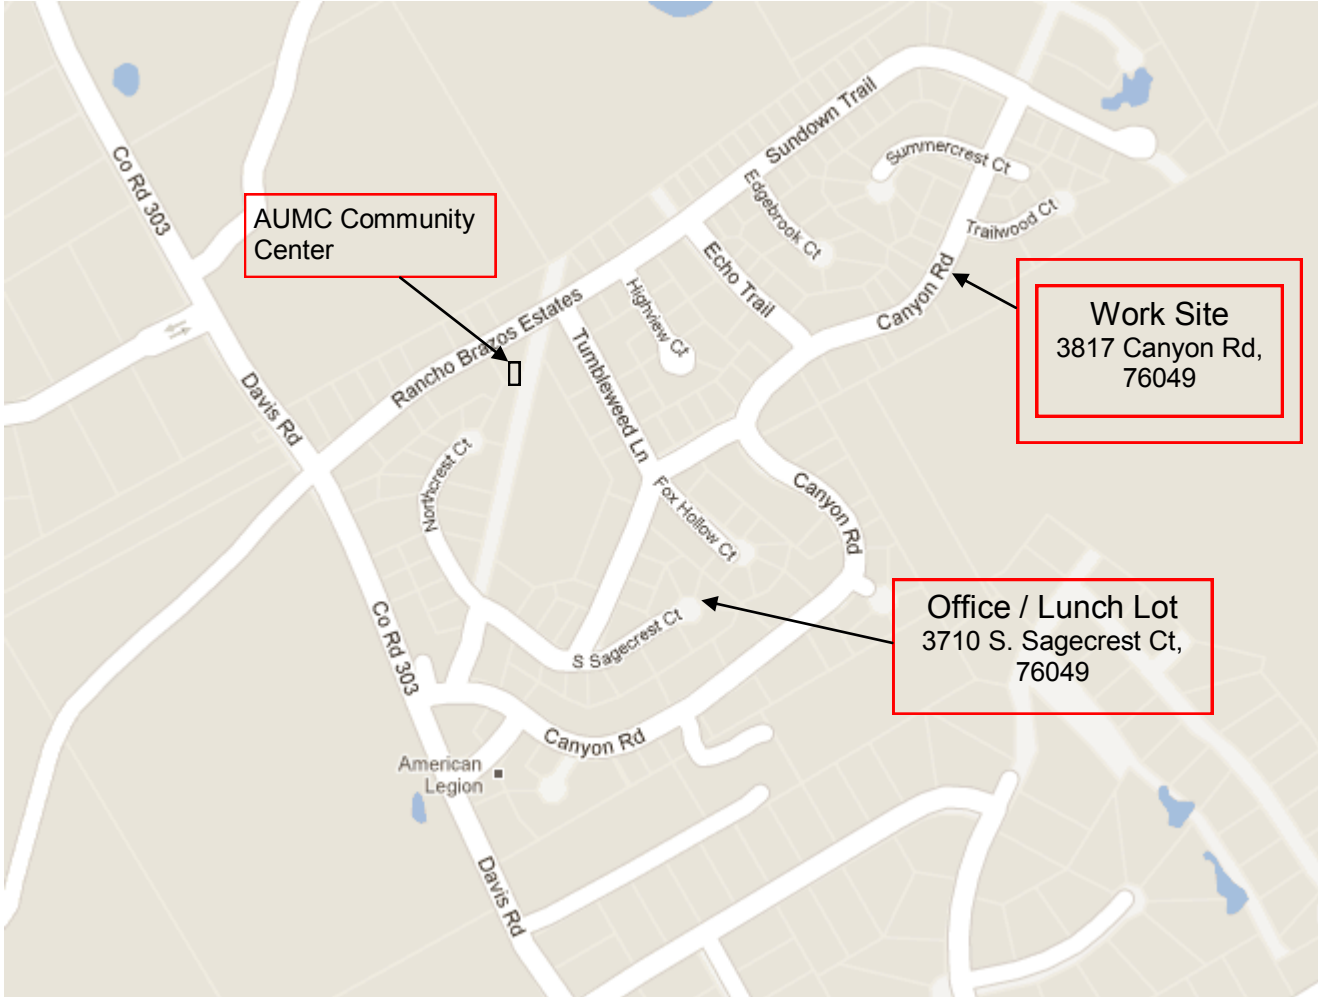 Sundown Trail
Summercrest Ct
Co Rd 303
Edgebrook Ct
AUMC Community
Center
Trailwood Ct
Echo Trail
Canyon Rd
Highview Ct
Work Site
3817 Canyon Rd,
76049
Rancho Brazos Estates
Tumbleweed Ln
Davis Rd
Northcrest Ct
Fox Hollow Ct
Canyon Rd
Office / Lunch Lot
3710 S. Sagecrest Ct,
76049
S Sagecrest Ct
Co Rd 303
Canyon Rd
American
Legion
Davis Rd